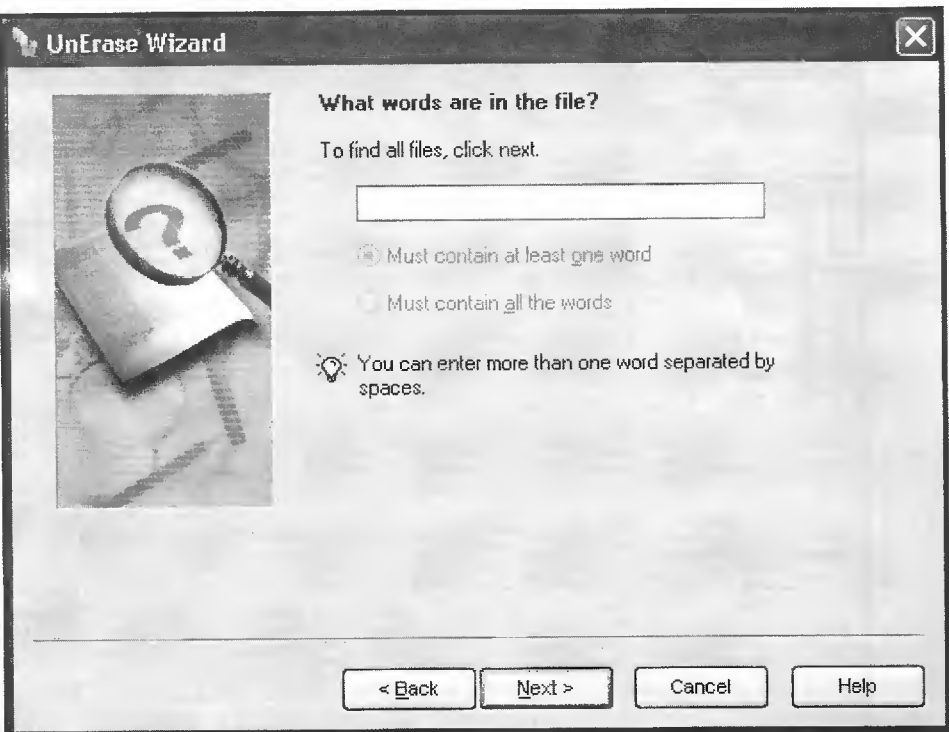 UnErase Wizard
What words are in the file?
To find all files, click next.
Must contain at least one word
Must contain all the words
You can enter more than one word separated by
spaces.
< Back Next > Cancel Help